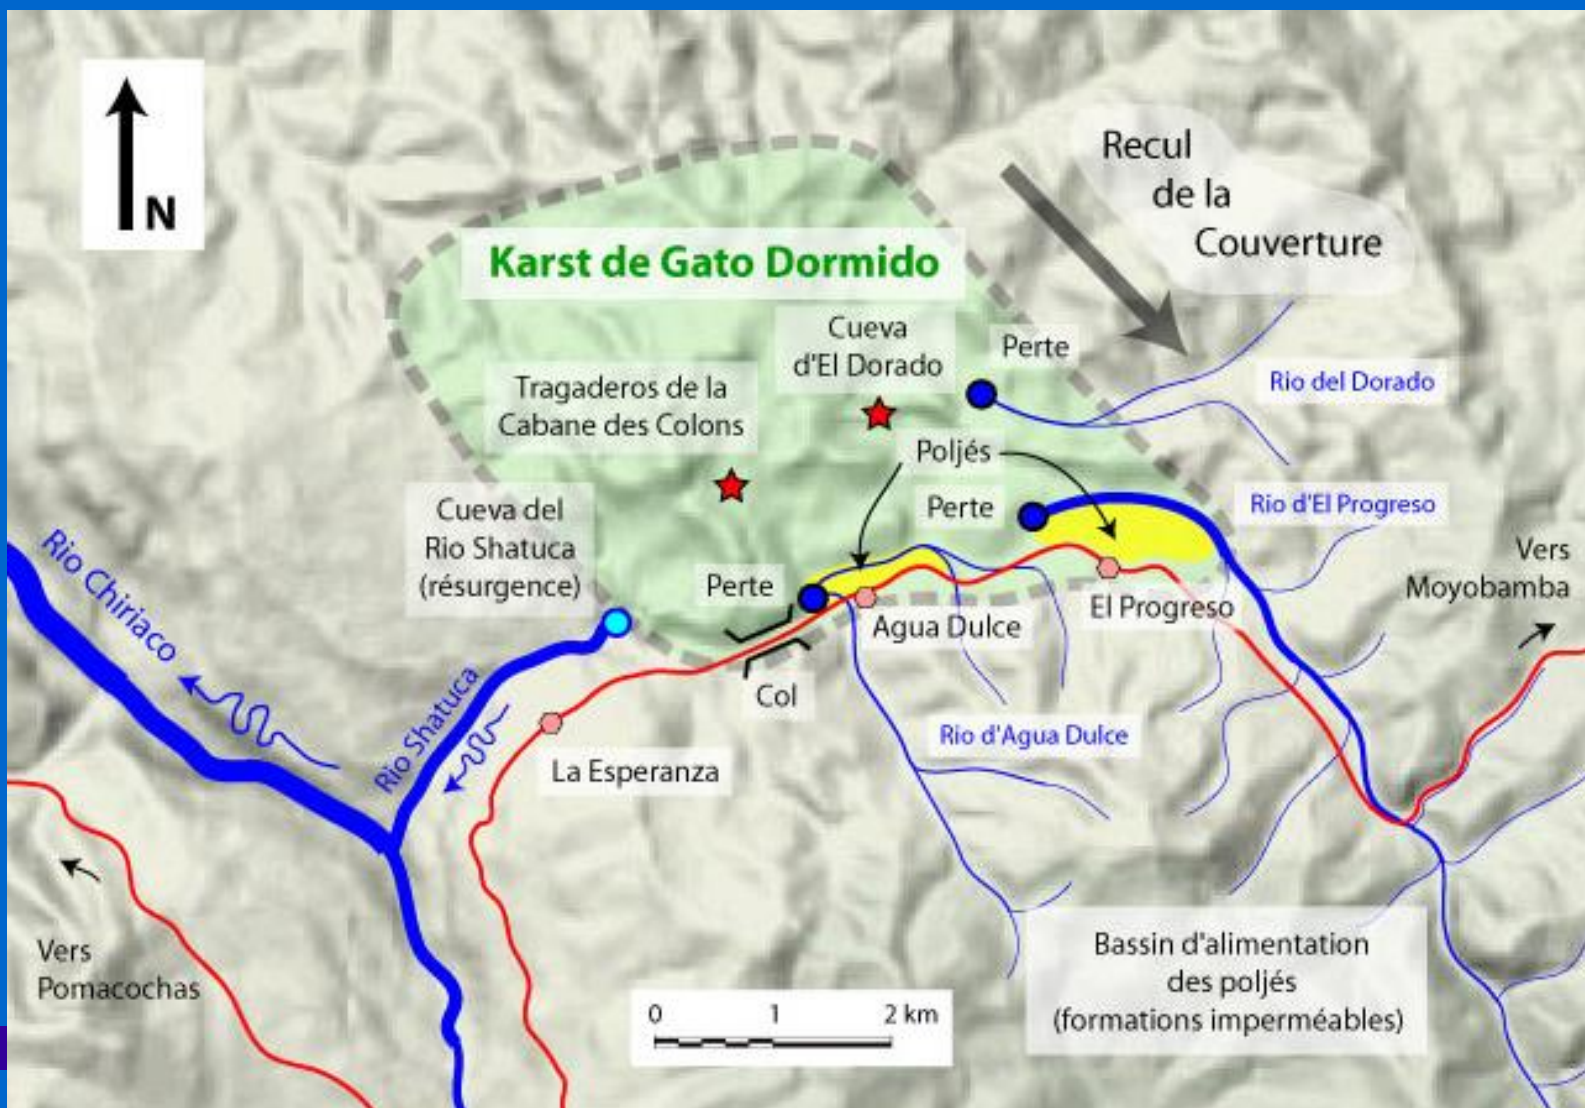 N
Recul
de la
Couverture
Karst de Gato Dormido
Cueva
d'El Dorado
Perte
Rio del Dorado
Tragaderos de la
Cabane des Colons
Poljés
Perte
Rio d'El Progreso
Cueva del
Rio Shatuca
(résurgence)
Vers
Moyobamba
Rio Chiriaco
Perte
Agua Dulce
El Progreso
Col
Rio Shatuca
Rio d'Agua Dulce
La Esperanza
Vers
Pomacochas
Bassin d'alimentation
des poljés
(formations imperméables)
0 1 2 km